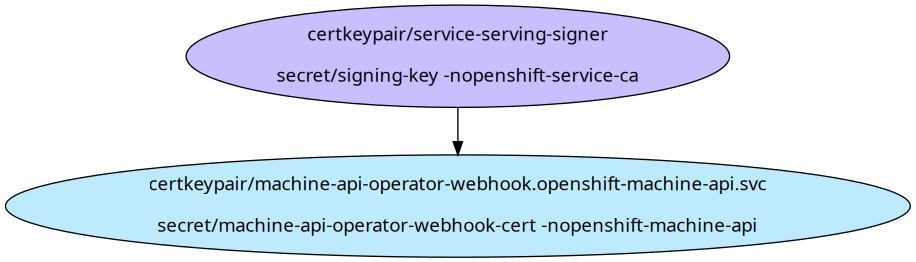 certkeypair/service-serving-signer
secret/signing-key -nopenshift-service-ca
certkeypair/machine-api-operator-webhook.openshift-machine-api.svc
secret/machine-api-operator-webhook-cert -nopenshift-machine-api